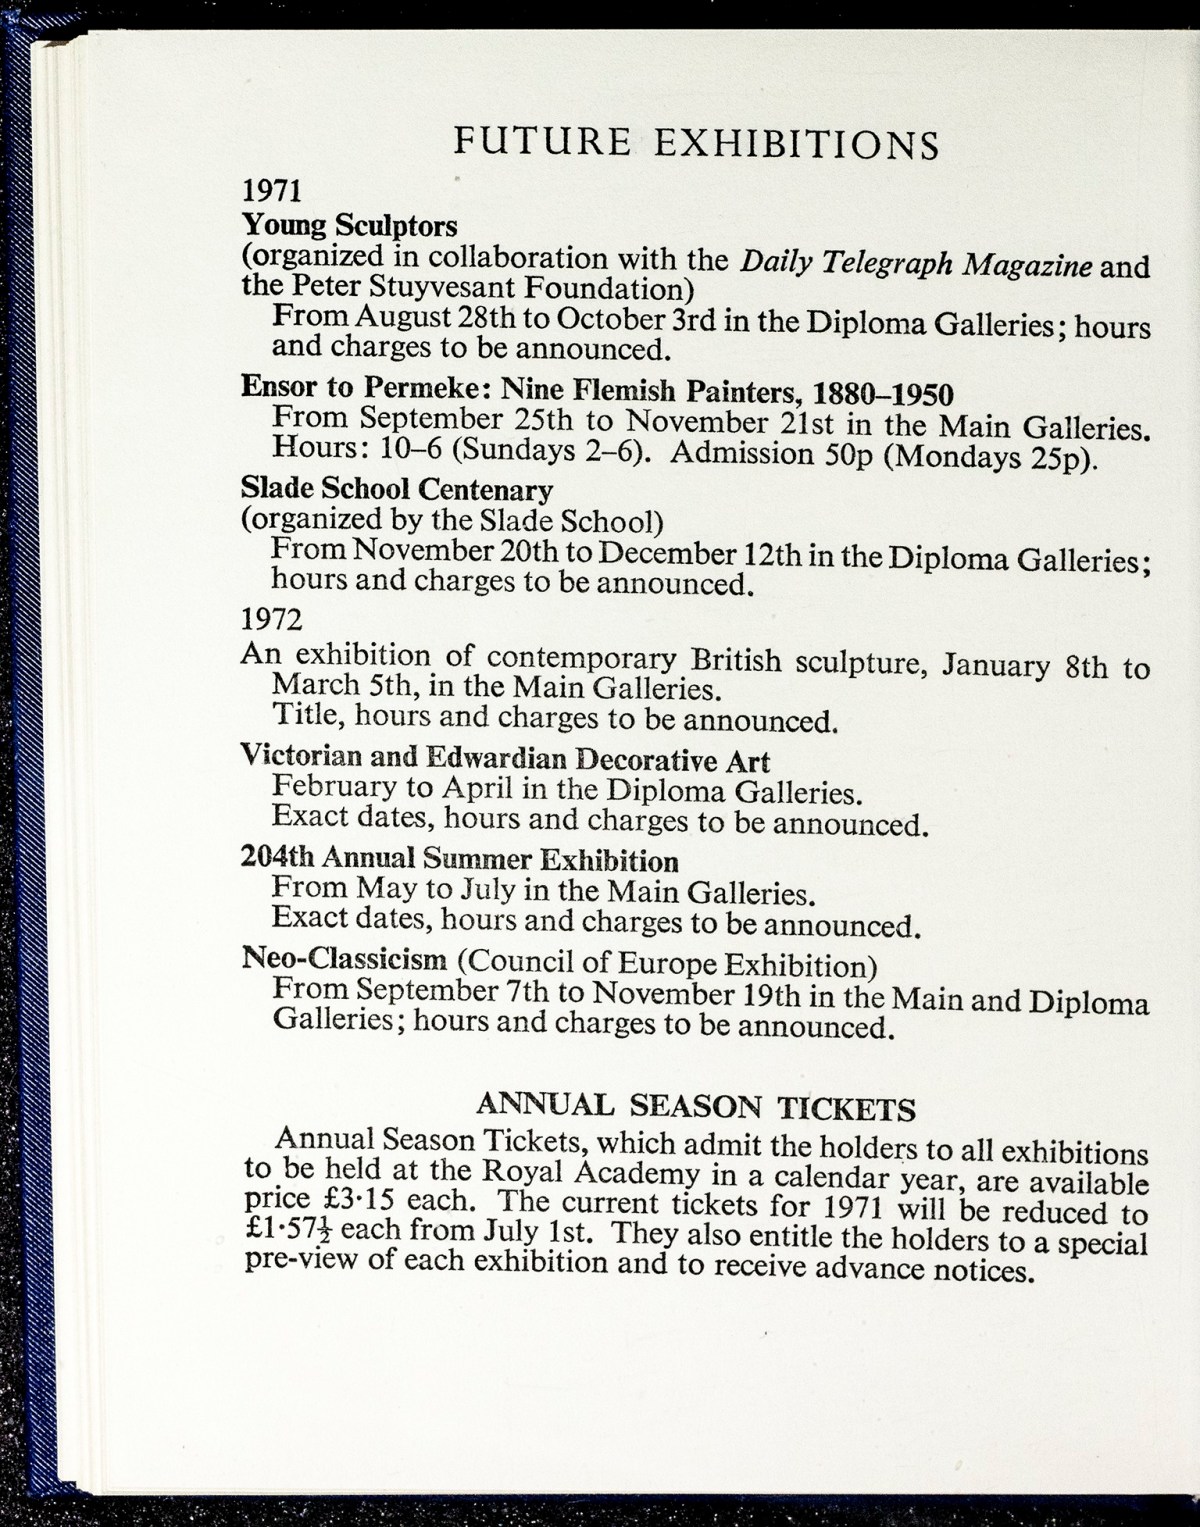 FUTURE EXHIBITIONS
1971
Young Sculptors
(organized in collaboration with the Daily Telegraph Magazine and
the Peter Stuyvesant Foundation)
From August 28th to October 3rd in the Diploma Galleries; hours
and charges to be announced.
Ensor to Permeke: Nine Flemish Painters, 1880–1950
From September 25th to November 21st in the Main Galleries.
Hours: 10–6 (Sundays 2–6). Admission 50p (Mondays 25p).
Slade School Centenary
(organized by the Slade School)
From November 20th to December 12th in the Diploma Galleries;
hours and charges to be announced.
1972
An exhibition of contemporary British sculpture, January 8th to
March 5th, in the Main Galleries.
Title, hours and charges to be announced.
Victorian and Edwardian Decorative Art
February to April in the Diploma Galleries.
Exact dates, hours and charges to be announced.
204th Annual Summer Exhibition
From May to July in the Main Galleries.
Exact dates, hours and charges to be announced.
Neo-Classicism (Council of Europe Exhibition)
From September 7th to November 19th in the Main and Diploma
Galleries; hours and charges to be announced.
ANNUAL SEASON TICKETS
Annual Season Tickets, which admit the holders to all exhibitions
to be held at the Royal Academy in a calendar year, are available
price £3·15 each. The current tickets for 1971 will be reduced to
£1·57½ each from July 1st. They also entitle the holders to a special
pre-view of each exhibition and to receive advance notices.